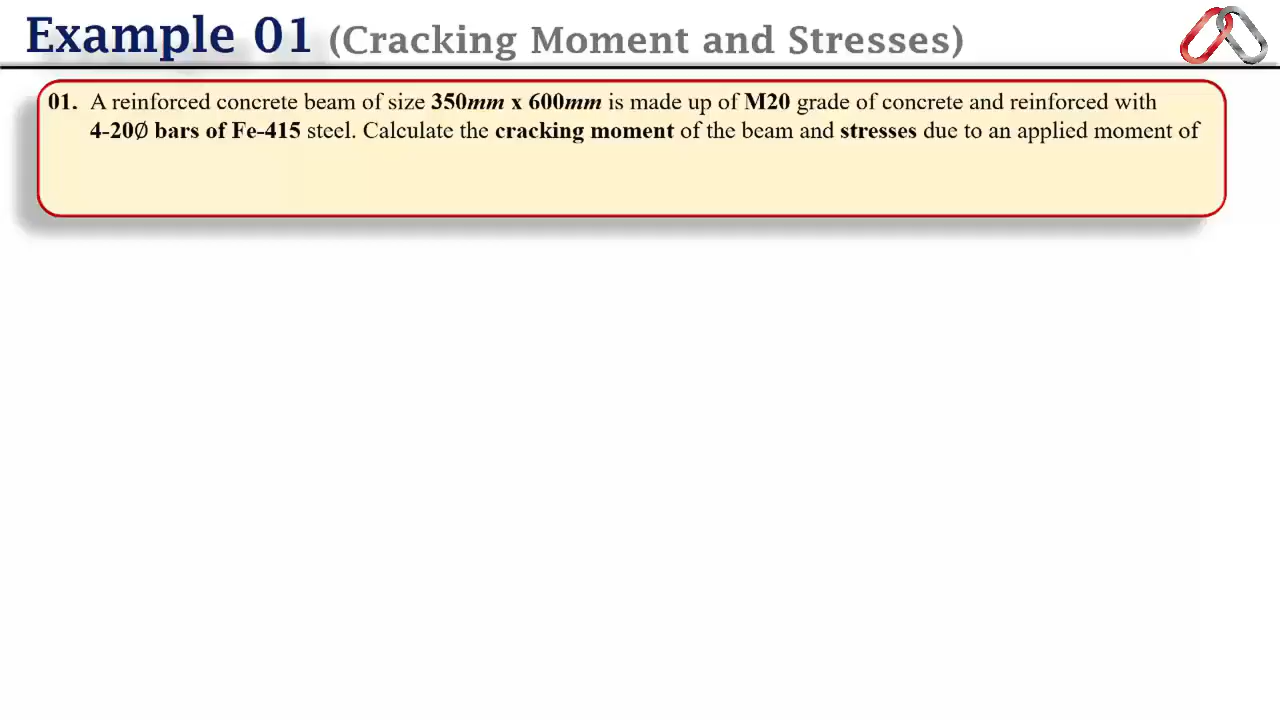 Example 01 (Cracking Moment and Stresses)
01. A reinforced concrete beam of size 350mm x 600mm is made up of M20 grade of concrete and reinforced with
4-20∅ bars of Fe-415 steel. Calculate the cracking moment of the beam and stresses due to an applied moment of